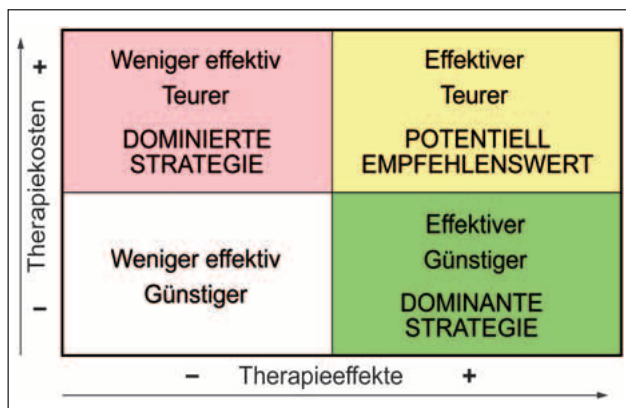 +
Therapiekosten
−
Weniger effektiv
Teurer
DOMINIERTE
STRATEGIE
Effektiver
Teurer
POTENTIELL
EMPFEHLENSWERT
Weniger effektiv
Günstiger
Effektiver
Günstiger
DOMINANTE
STRATEGIE
− Therapieeffekte +